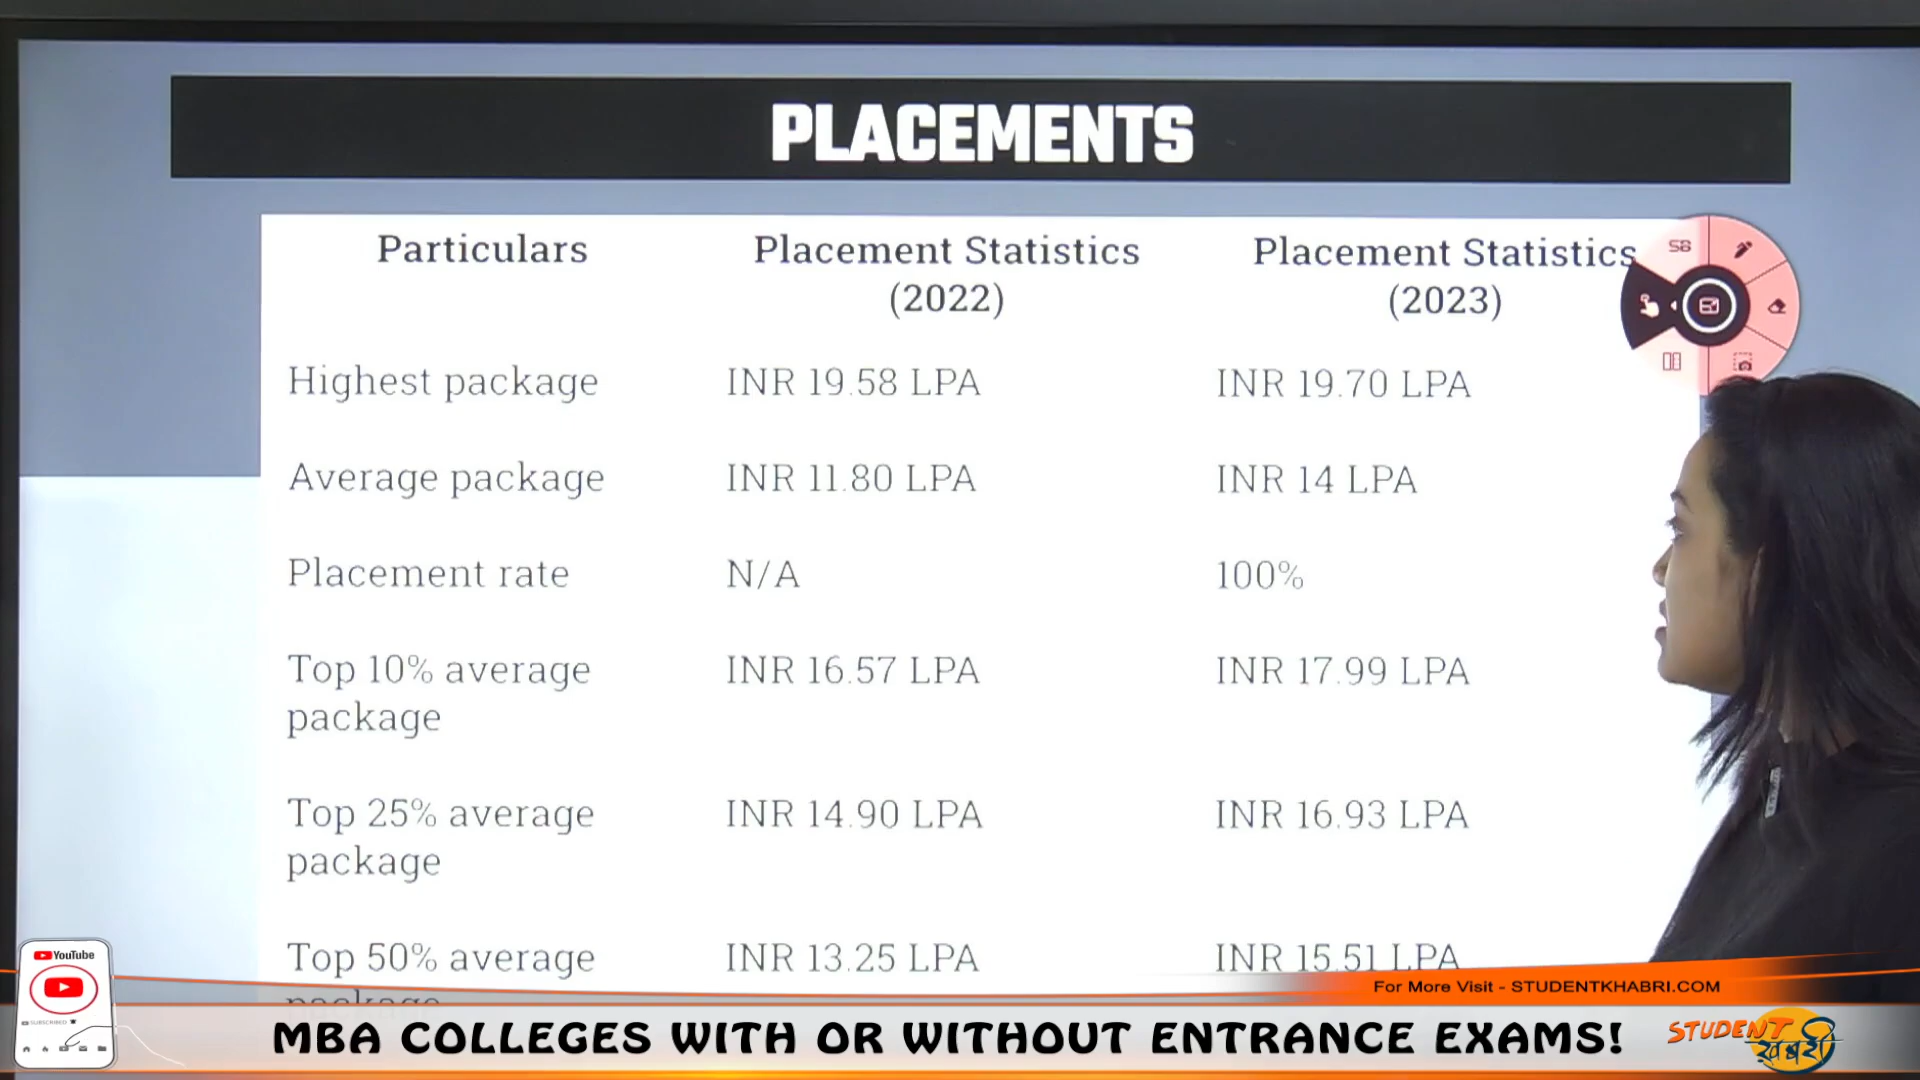 PLACEMENTS
Particulars
Placement Statistics
(2022)
Placement Statistics
(2023)
SB
Highest package
INR 19.58 LPA
INR 19.70 LPA
Average package
INR 11.80 LPA
INR 14 LPA
Placement rate
N/A
100%
Top 10% average
package
INR 16.57 LPA
INR 17.99 LPA
Top 25% average
package
INR 14.90 LPA
INR 16.93 LPA
Top 50% average
package
INR 13.25 LPA
INR 15.51 LPA
YouTube
SUBSCRIBED
For More Visit - STUDENTKHABRI.COM
MBA COLLEGES WITH OR WITHOUT ENTRANCE EXAMS!
STUDENT
खबरी